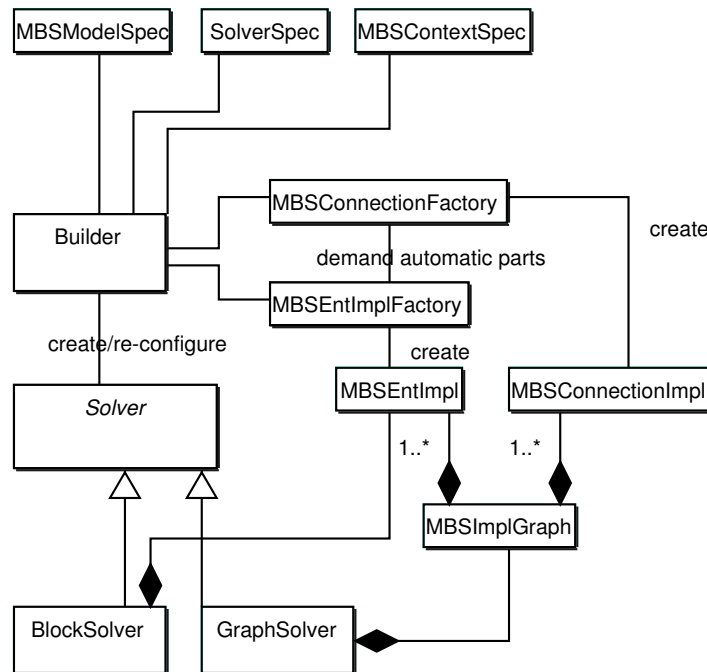 MBSModelSpec
SolverSpec
MBSContextSpec
MBSConnectionFactory
create
Builder
demand automatic parts
MBSEntImplFactory
create/re-configure
create
MBSEntImpl
MBSConnectionImpl
Solver
1..*
1..*
MBSImplGraph
BlockSolver
GraphSolver